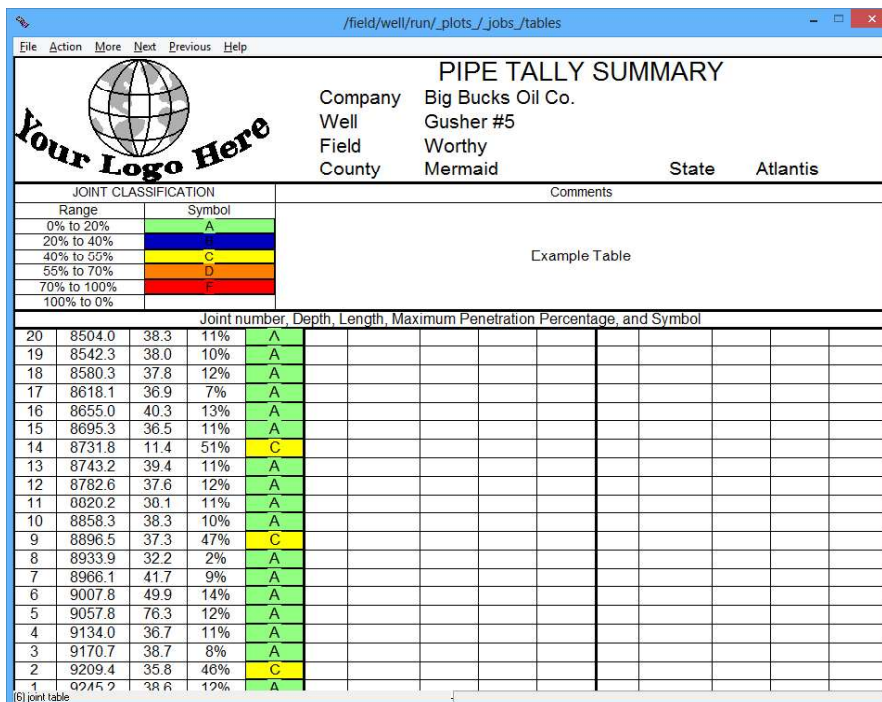 /field/well/run/_plots_/_jobs_/tables
File Action More Next Previous Help
Your Logo Here
PIPE TALLY SUMMARY
Company Big Bucks Oil Co.
Well Gusher #5
Field Worthy
County Mermaid State Atlantis
JOINT CLASSIFICATION Comments
Range Symbol
0% to 20% A
20% to 40% B
40% to 55% C
55% to 70% D
70% to 100% F
100% to 0%
Example Table
Joint number, Depth, Length, Maximum Penetration Percentage, and Symbol
20 8504.0 38.3 11% A
19 8542.3 38.0 10% A
18 8580.3 37.8 12% A
17 8618.1 36.9 7% A
16 8655.0 40.3 13% A
15 8695.3 36.5 11% A
14 8731.8 11.4 51% C
13 8743.2 39.4 11% A
12 8782.6 37.6 12% A
11 8820.2 38.1 11% A
10 8858.3 38.3 10% A
9 8896.5 37.3 47% C
8 8933.9 32.2 2% A
7 8966.1 41.7 9% A
6 9007.8 49.9 14% A
5 9057.8 76.3 12% A
4 9134.0 36.7 11% A
3 9170.7 38.7 8% A
2 9209.4 35.8 46% C
1 9245.2 38.6 12% A
(6) joint table